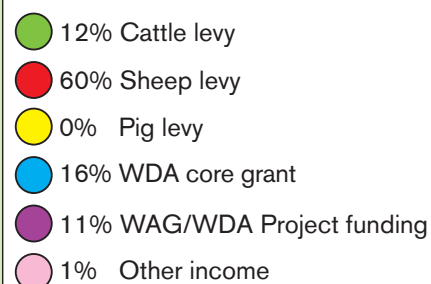 12% Cattle levy
60% Sheep levy
0% Pig levy
16% WDA core grant
11% WAG/WDA Project funding
1% Other income